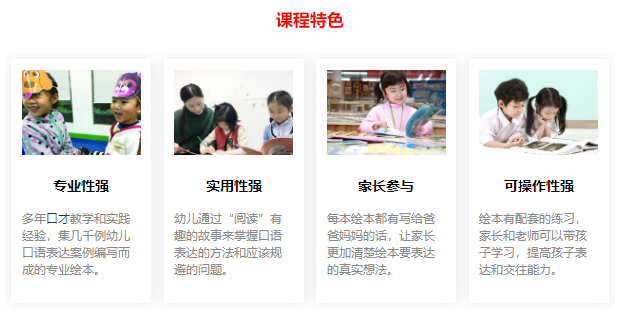 课程特色
专业性强
多年口才教学和实践
经验，集几千例幼儿
口语表达案例编写而
成的专业绘本。
实用性强
幼儿通过“阅读”有
趣的故事来掌握口语
表达的方法和应该规
避的问题。
家长参与
每本绘本都有写给爸
爸妈妈的话，让家长
更加清楚绘本要表达
的真实想法。
可操作性强
绘本有配套的练习，
家长和老师可以带孩
子学习，提高孩子表
达和交往能力。